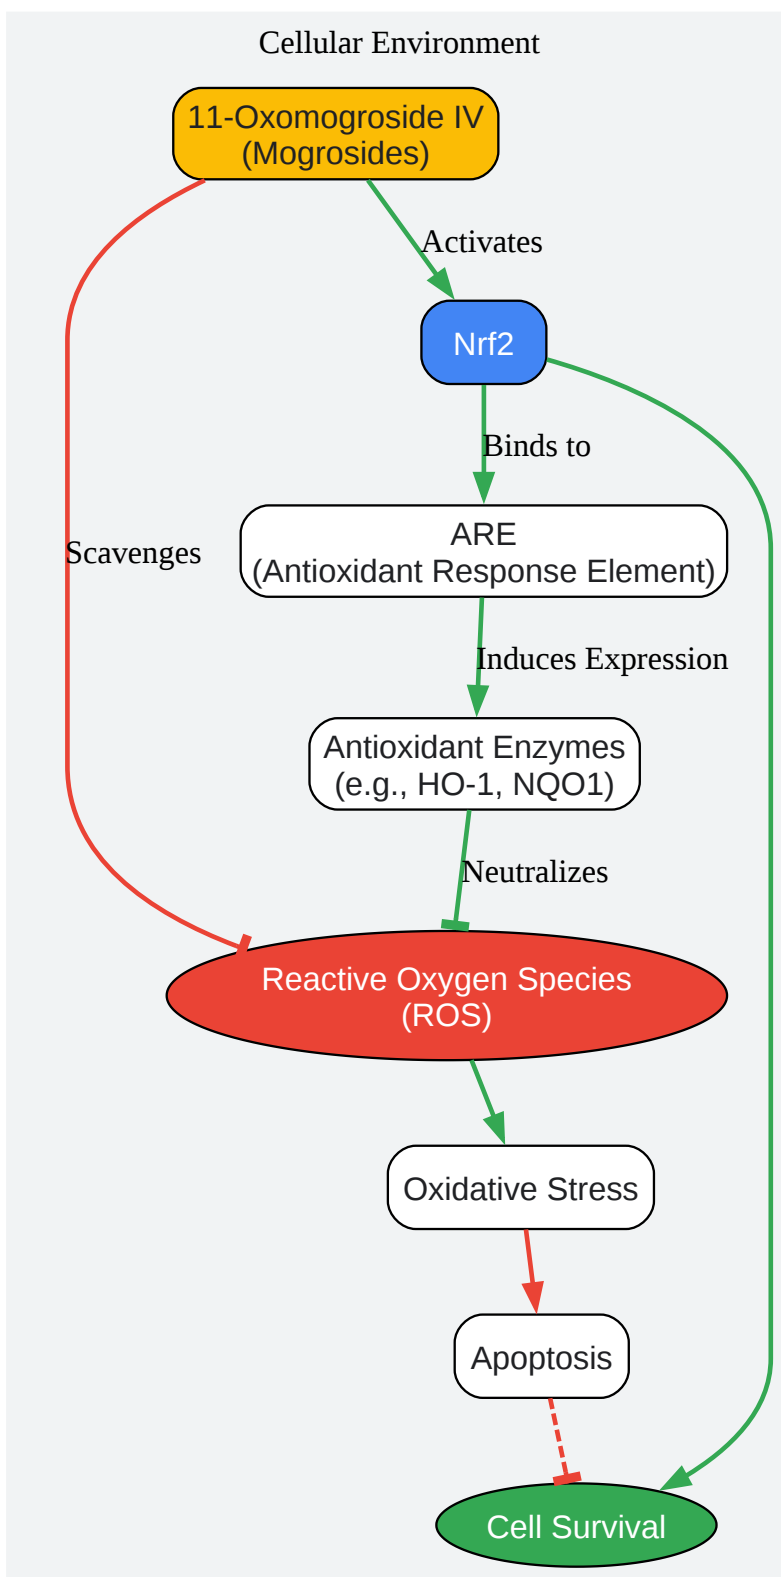 Cellular Environment
11-Oxomogroside IV
(Mogrosides)
Activates
Nrf2
Binds to
ARE
(Antioxidant Response Element)
Scavenges
Induces Expression
Antioxidant Enzymes
(e.g., HO-1, NQO1)
Neutralizes
Reactive Oxygen Species
(ROS)
Oxidative Stress
Apoptosis
Cell Survival